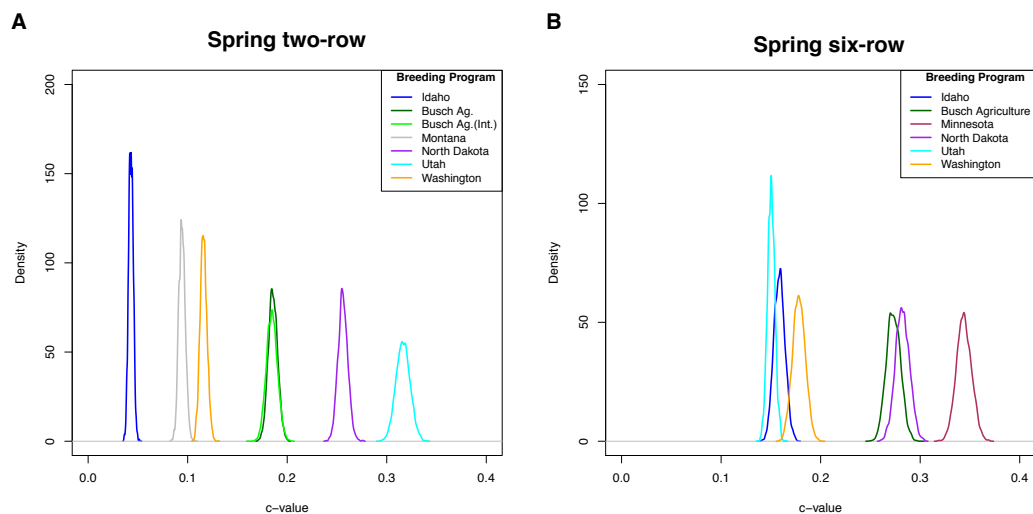 A
Spring two-row
Density
0
50
100
150
200
0.0 0.1 0.2 0.3 0.4
c−value
Breeding Program
Idaho
Busch Ag.
Busch Ag.(Int.)
Montana
North Dakota
Utah
Washington
B
Spring six-row
Density
0
50
100
150
0.0 0.1 0.2 0.3 0.4
c−value
Breeding Program
Idaho
Busch Agriculture
Minnesota
North Dakota
Utah
Washington